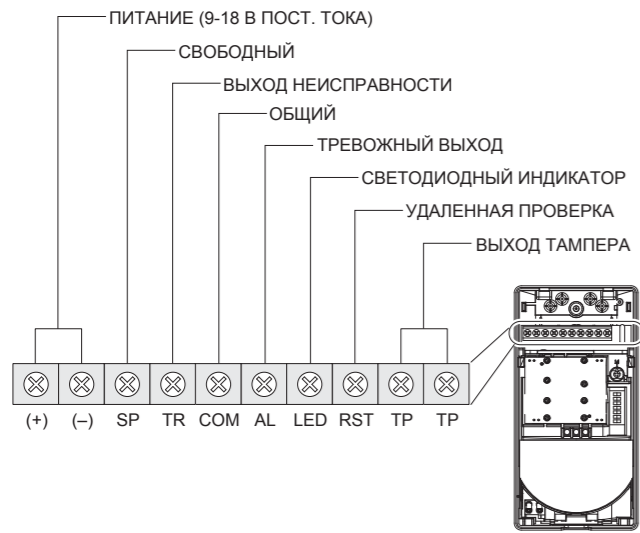 ПИТАНИЕ (9-18 В ПОСТ. ТОКА)
СВОБОДНЫЙ
ВЫХОД НЕИСПРАВНОСТИ
ОБЩИЙ
ТРЕВОЖНЫЙ ВЫХОД
СВЕТОДИОДНЫЙ ИНДИКАТОР
УДАЛЕННАЯ ПРОВЕРКА
ВЫХОД ТАМПЕРА
(+) (–) SP TR COM AL LED RST TP TP